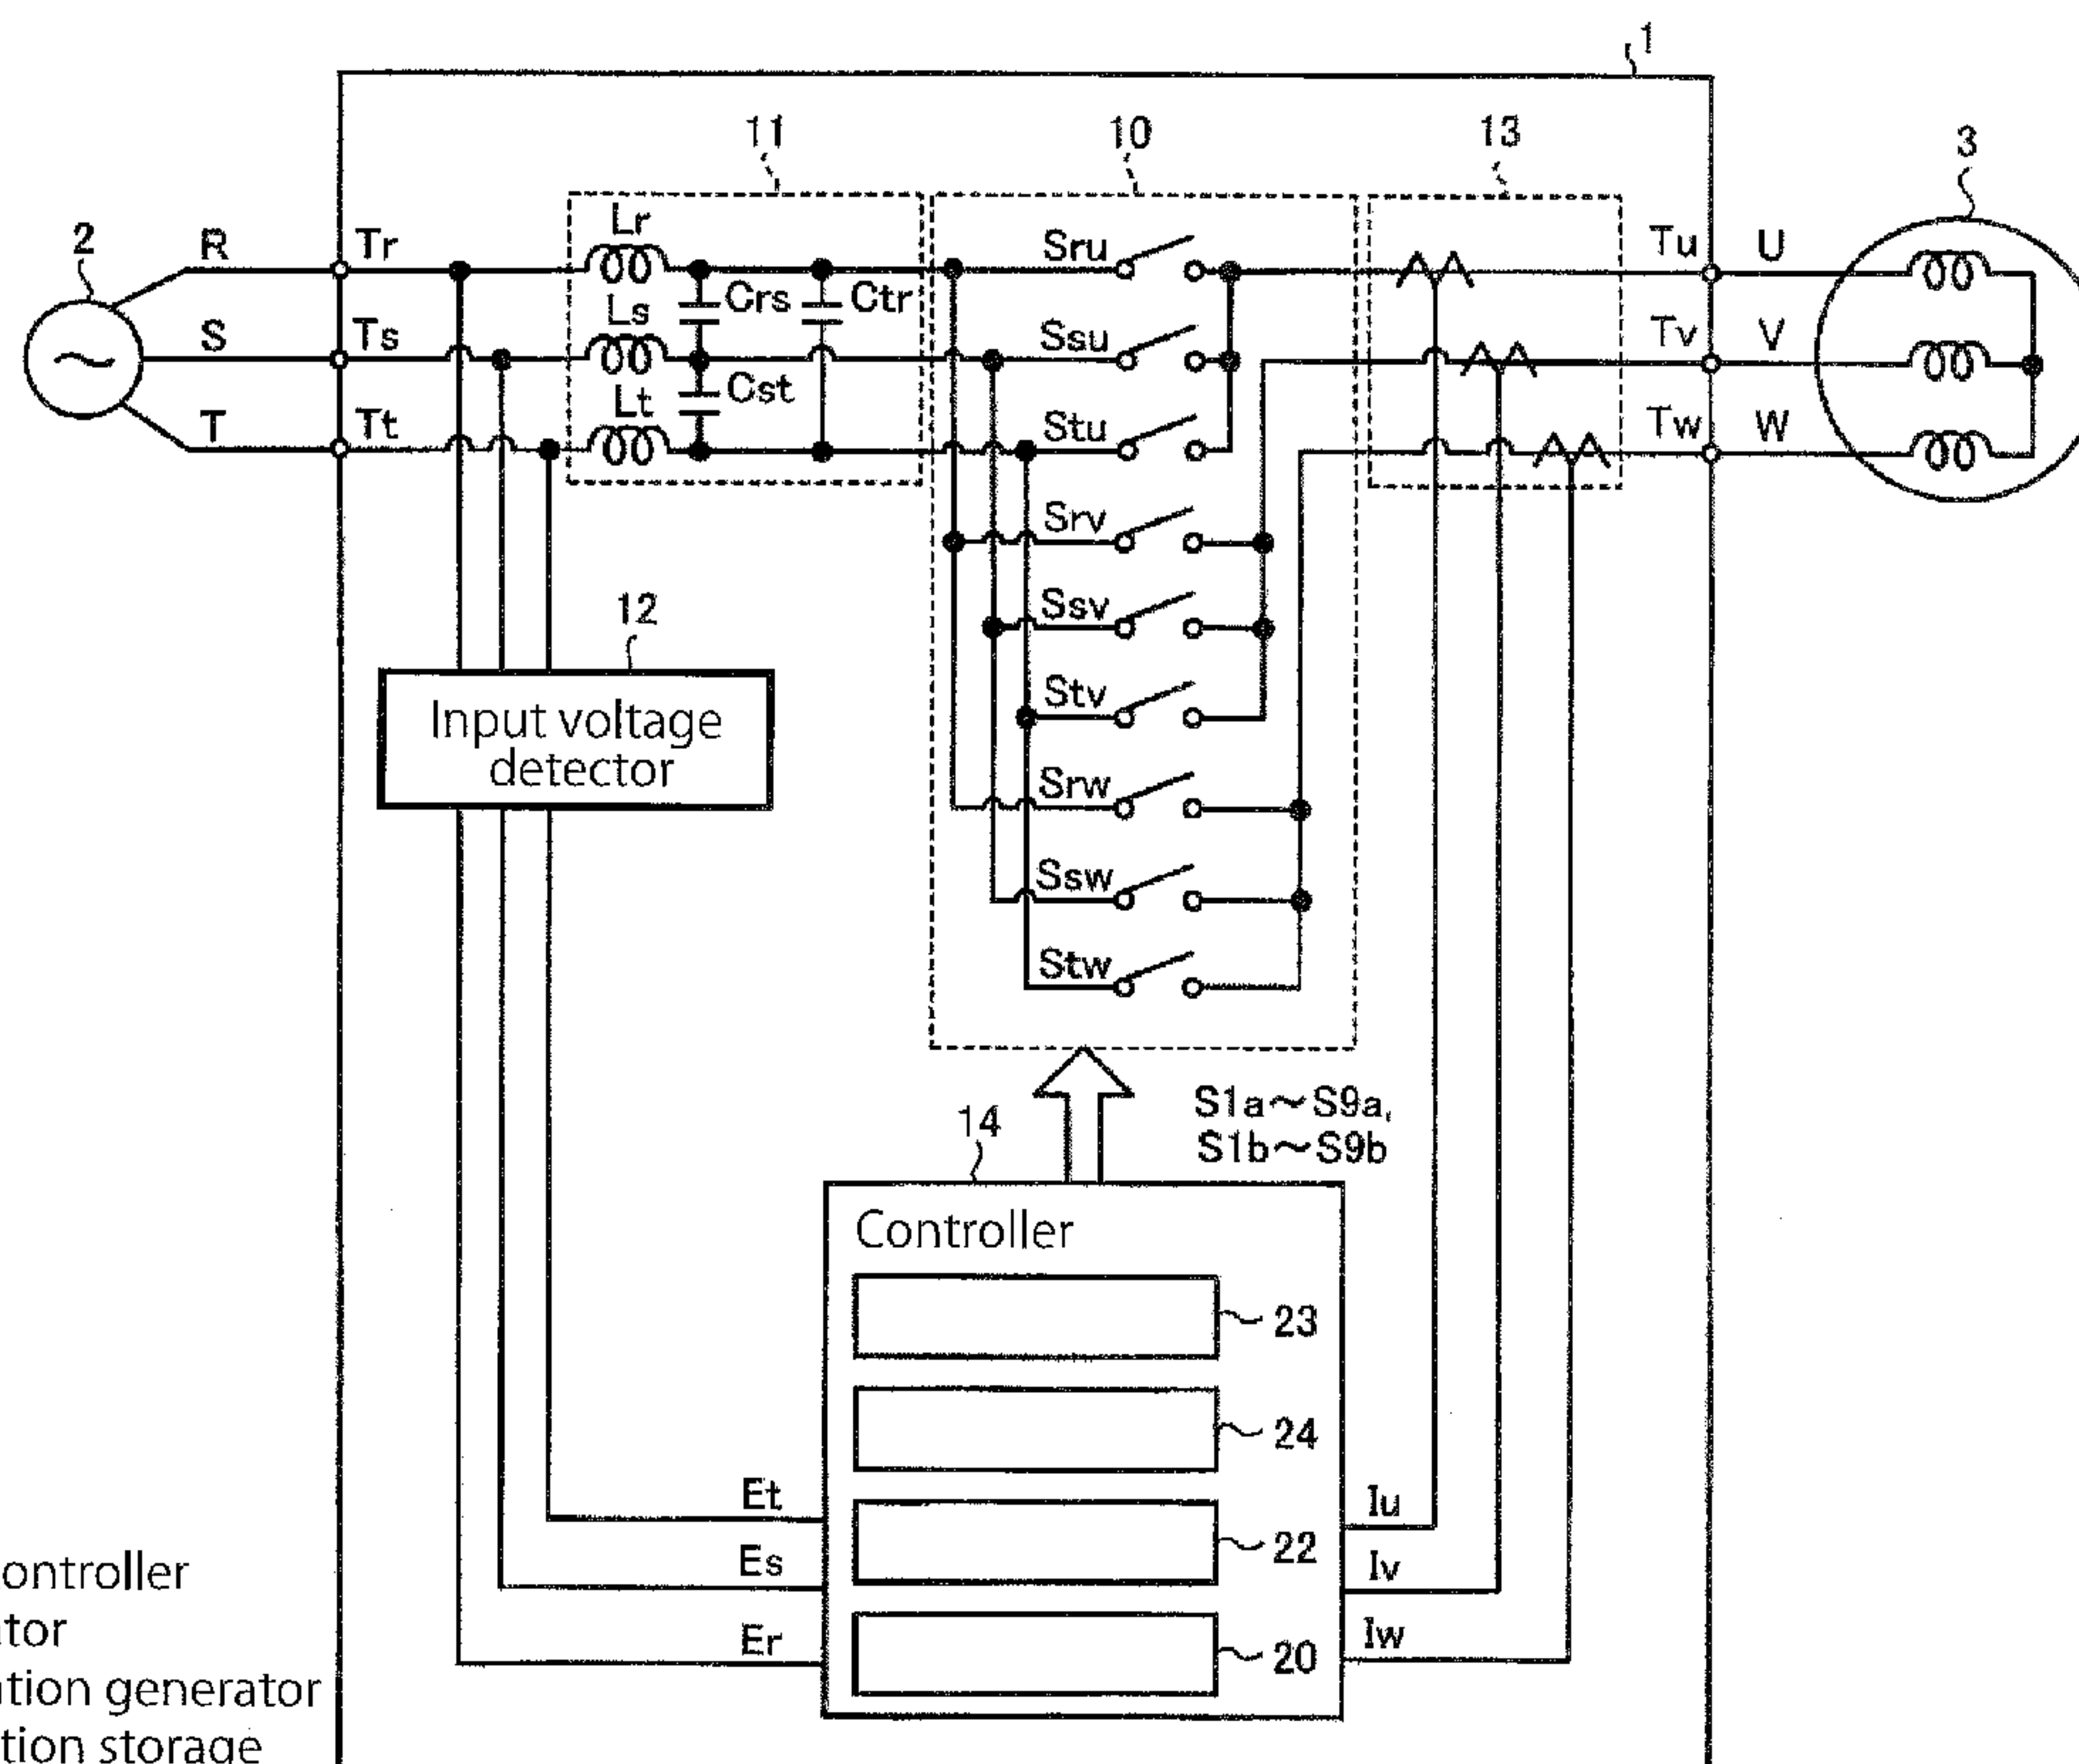 1
11
10
13
3
2
R
Tr
Lr
Sru
Tu
U
Crs
Ctr
S
Ts
Ls
Ssu
Tv
V
Cst
T
Tt
Lt
Stu
Tw
W
Srv
12
Ssv
Input voltage
detector
Stv
Srw
Ssw
Stw
S1a～S9a,
S1b～S9b
14
Controller
23
24
Et
22
Iu
Es
Iv
Er
20
Iw
ontroller
tor
tion generator
tion storage